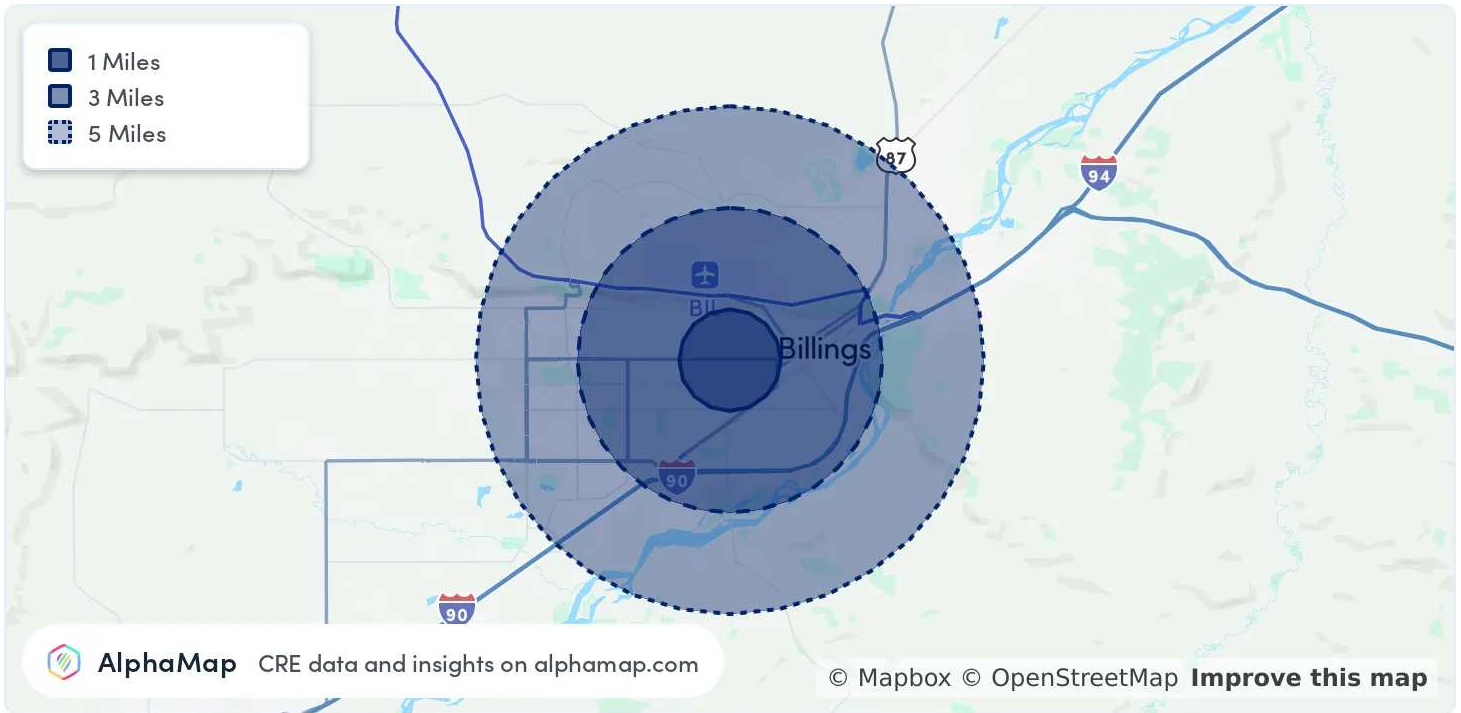 1 Miles
3 Miles
5 Miles
87
94
BIL
Billings
90
90
AlphaMap CRE data and insights on alphamap.com
© Mapbox © OpenStreetMap Improve this map